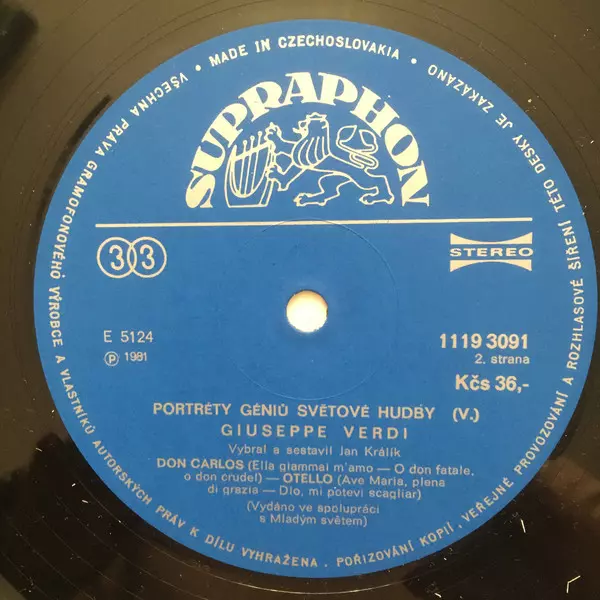 VŠECHNA PRÁVA GRAMOFONOVÉHO VÝROBCE A VLASTNÍKŮ AUTORSKÝCH PRÁV K DÍLU VYHRAŽENA. POŘIZOVÁNÍ KOPIÍ, VEŘEJNÉ PROVOZOVÁNÍ A ROZHLASOVÉ ŠÍŘENÍ TÉTO DESKY JE ZAKÁZÁNO
• MADE IN CZECHOSLOVAKIA •
SUPRAPHON
33
STEREO
E 5124
1119 3091
℗ 1981
2. strana
Kčs 36,-
PORTRÉTY GÉNIŮ SVĚTOVÉ HUDBY (V.)
GIUSEPPE VERDI
Vybral a sestavil Jan Králík
DON CARLOS (Ella giammai m'amo — O don fatale,
o don crudel) — OTELLO (Ave Maria, plena
di grazia — Dio, mi potevi scagliar)
(Vydáno ve spolupráci
s Mladým světem)